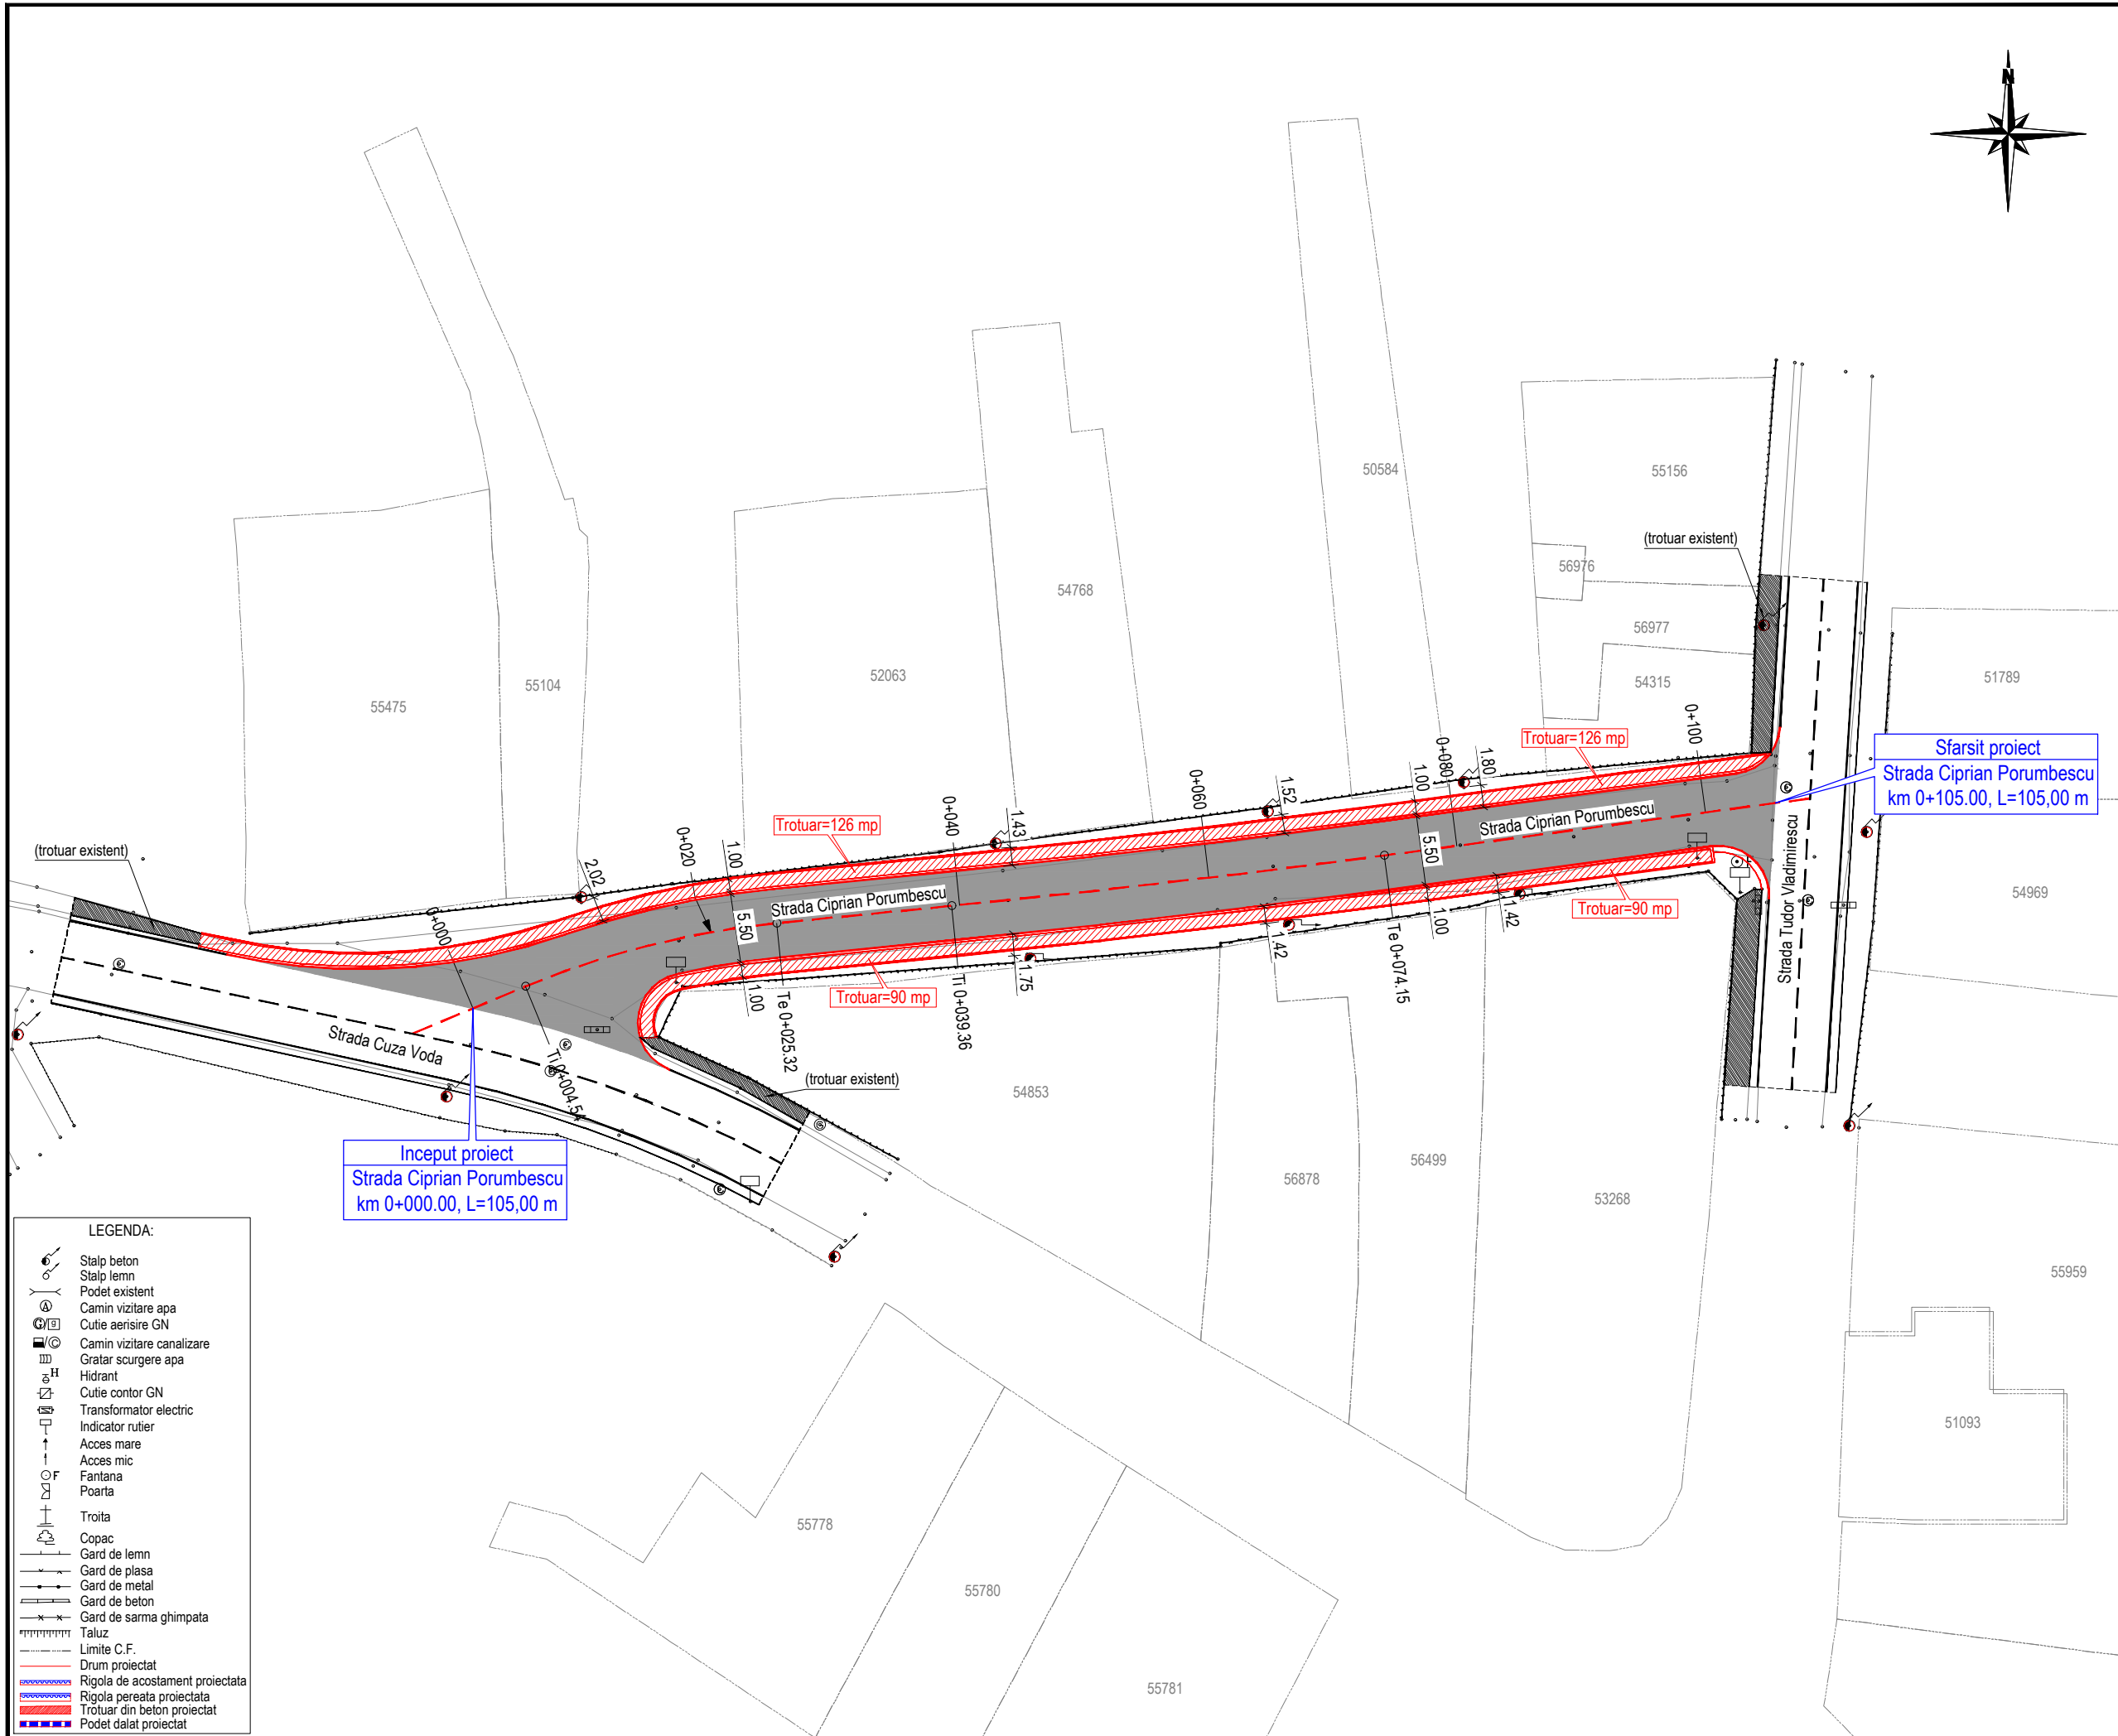 N
50584
55156
(trotuar existent)
56976
54768
56977
52063
55104
54315
51789
55475
0+100
Trotuar=126 mp
Sfarsit proiect
Strada Ciprian Porumbescu
km 0+105.00, L=105,00 m
1.80
0+080
1.00
0+060
1.52
0+040
1.43
Trotuar=126 mp
Strada Ciprian Porumbescu
5.50
(trotuar existent)
0+020
1.00
2.02
Strada Ciprian Porumbescu
5.50
0+000
54969
Strada Tudor Vladimirescu
1.42
Trotuar=90 mp
1.00
1.42
Te 0+074.15
1.75
Ti 0+039.36
Trotuar=90 mp
1.00
Te 0+025.32
Strada Cuza Voda
Ti 0+004.54
(trotuar existent)
54853
Inceput proiect
Strada Ciprian Porumbescu
km 0+000.00, L=105,00 m
56499
56878
53268
55959
51093
55778
55780
55781
LEGENDA:
Stalp beton
Stalp lemn
Podet existent
A Camin vizitare apa
G/g Cutie aerisire GN
C Camin vizitare canalizare
Gratar scurgere apa
H Hidrant
Cutie contor GN
Transformator electric
Indicator rutier
Acces mare
Acces mic
F Fantana
Poarta
Troita
Copac
Gard de lemn
Gard de plasa
Gard de metal
Gard de beton
Gard de sarma ghimpata
Taluz
Limite C.F.
Drum proiectat
Rigola de acostament proiectata
Rigola pereata proiectata
Trotuar din beton proiectat
Podet dalat proiectat